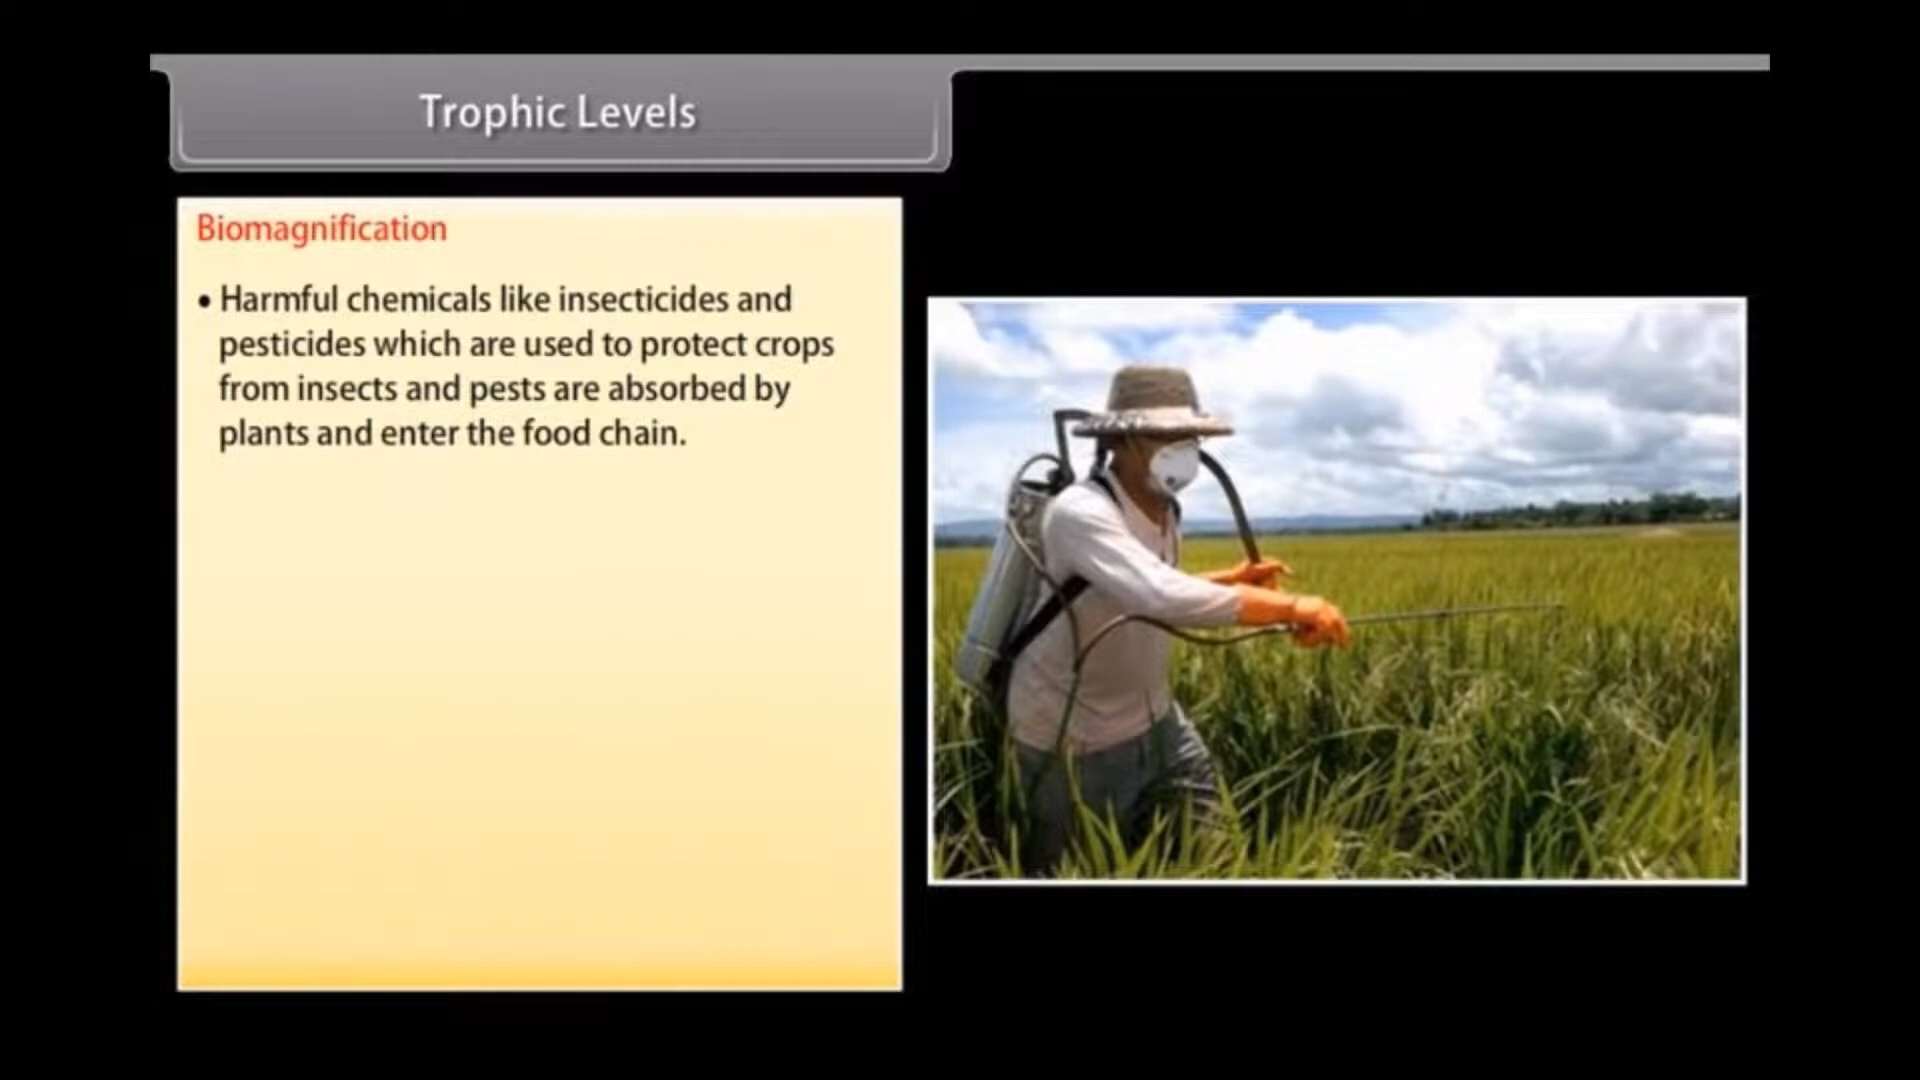 Trophic Levels
Biomagnification
• Harmful chemicals like insecticides and
pesticides which are used to protect crops
from insects and pests are absorbed by
plants and enter the food chain.